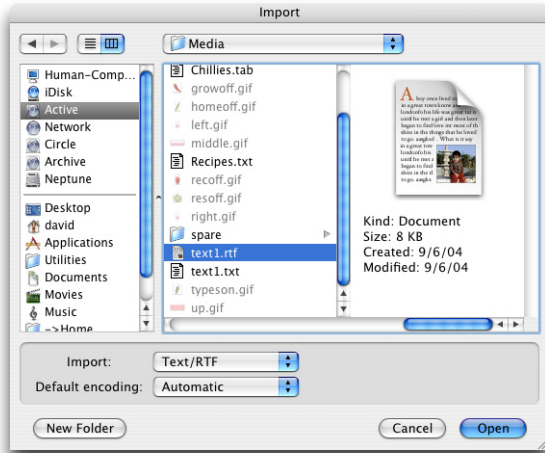 Import
Media
Human-Comp...
iDisk
Active
Network
Circle
Archive
Neptune
Desktop
david
Applications
Utilities
Documents
Movies
Music
->Home
Chillies.tab
growoff.gif
homeoff.gif
left.gif
middle.gif
Recipes.txt
recoff.gif
resoff.gif
right.gif
spare
text1.rtf
text1.txt
typeson.gif
up.gif
Kind: Document
Size: 8 KB
Created: 9/6/04
Modified: 9/6/04
Import: Text/RTF
Default encoding: Automatic
New Folder Cancel Open